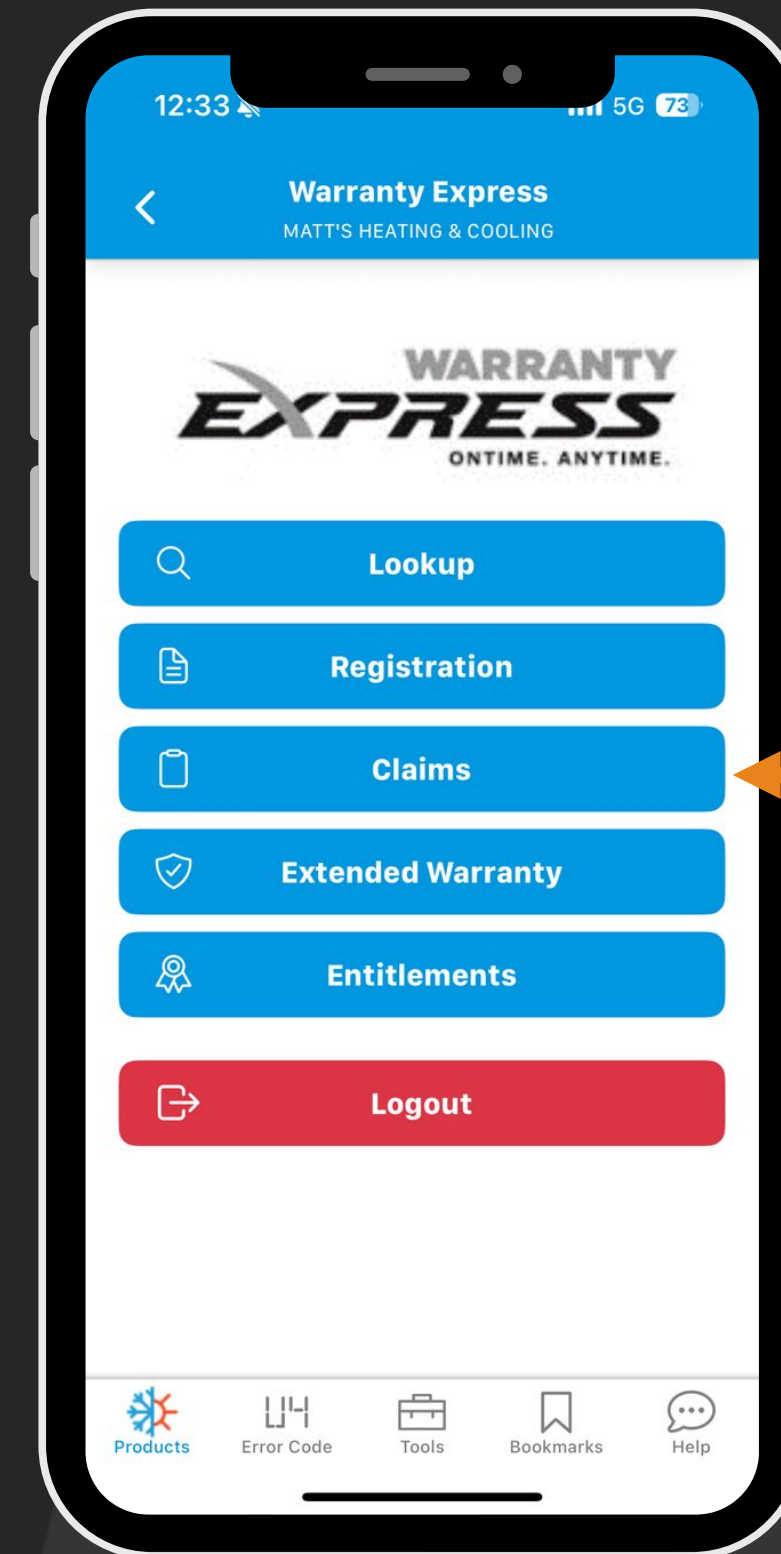 12:33 5G 73
Warranty Express
MATT'S HEATING & COOLING
WARRANTY
EXPRESS
ONTIME. ANYTIME.
Lookup
Registration
Claims
Extended Warranty
Entitlements
Logout
U4
Products Error Code Tools Bookmarks Help